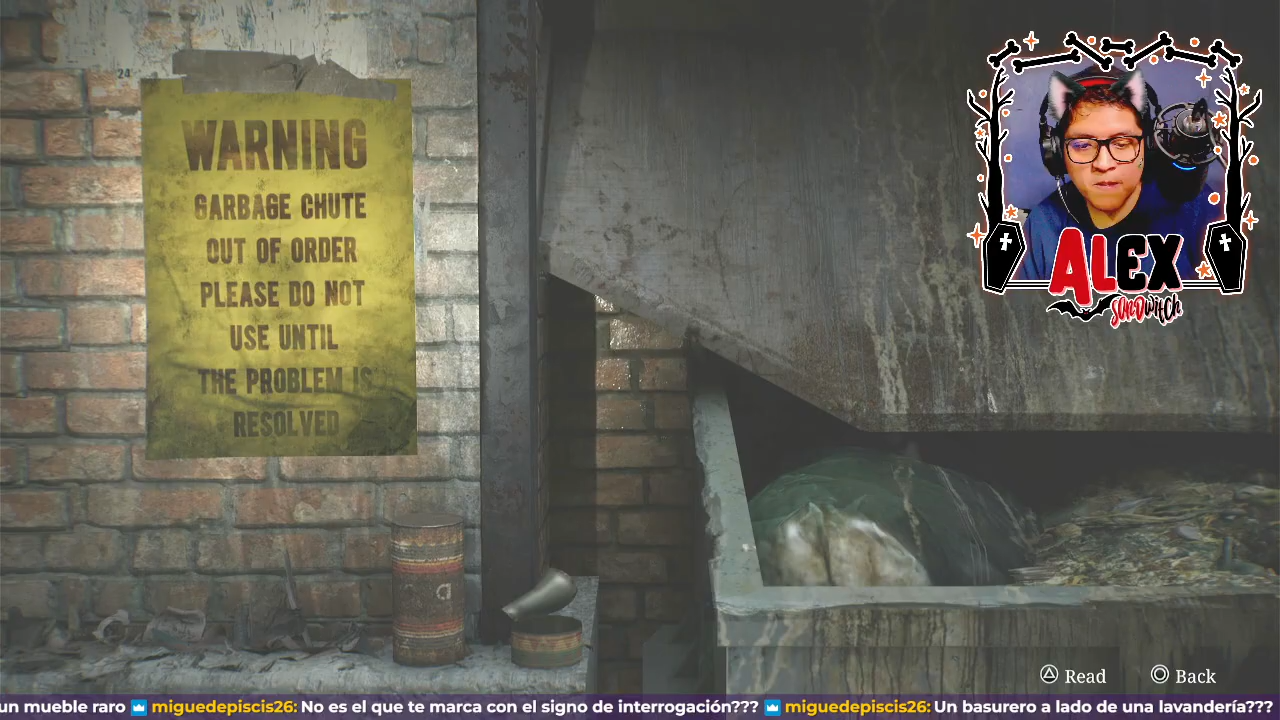 24
WARNING
GARBAGE CHUTE
OUT OF ORDER
PLEASE DO NOT
USE UNTIL
THE PROBLEM IS
RESOLVED
a
ALEX
SANDWITCH
Read
Back
un mueble raro miguedepiscis26: No es el que te marca con el signo de interrogación??? miguedepiscis26: Un basurero a lado de una lavandería???